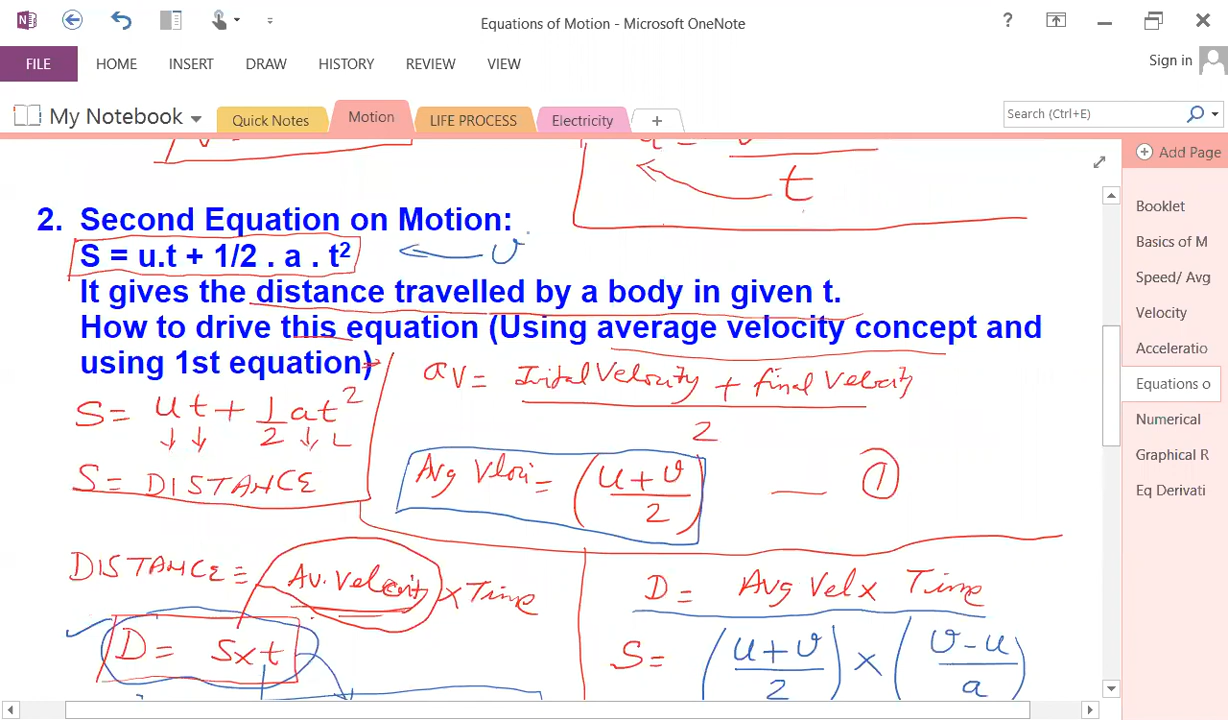 Equations of Motion - Microsoft OneNote
?
Sign in
FILE HOME INSERT DRAW HISTORY REVIEW VIEW
My Notebook
Quick Notes Motion LIFE PROCESS Electricity +
Search (Ctrl+E)
Add Page
Booklet
Basics of M
Speed/ Avg
Velocity
Acceleratio
Equations o
Numerical
Graphical R
Eq Derivati
t
2. Second Equation on Motion:
S = u.t + 1/2 . a . t² ← v
It gives the distance travelled by a body in given t.
How to drive this equation (Using average velocity concept and
using 1st equation)
S = ut + 1/2 at²
S = DISTANCE
av = Inital Velocity + final Velocity
2
Avg Vloci = (u + v / 2) — 1
DISTANCE = Av. Velocity × Time
D = S×t
D = Avg Vel × Time
S = (u + v / 2) × (v - u / a)